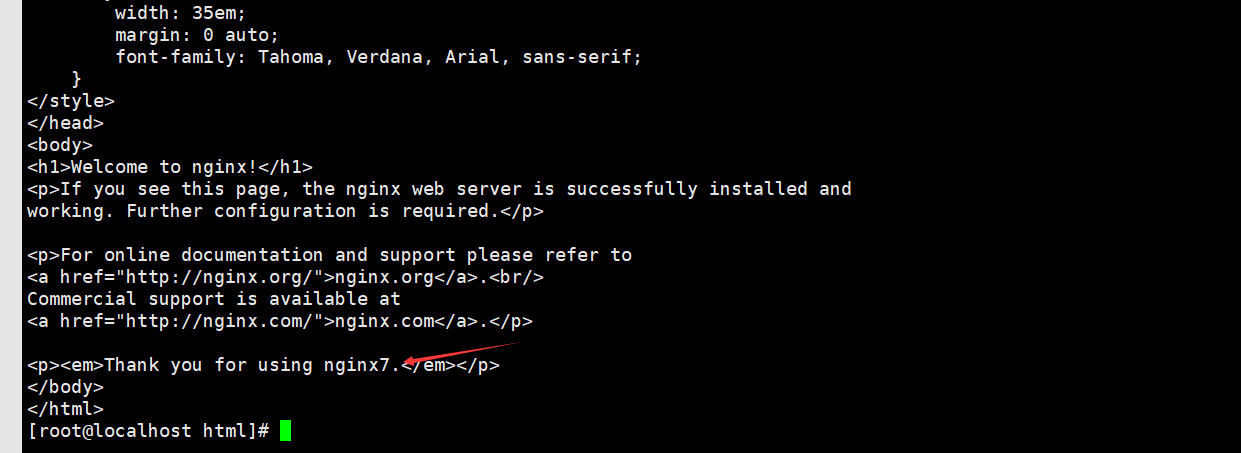 width: 35em;
margin: 0 auto;
font-family: Tahoma, Verdana, Arial, sans-serif;
}
</style>
</head>
<body>
<h1>Welcome to nginx!</h1>
<p>If you see this page, the nginx web server is successfully installed and
working. Further configuration is required.</p>
<p>For online documentation and support please refer to
<a href="http://nginx.org/">nginx.org</a>.<br/>
Commercial support is available at
<a href="http://nginx.com/">nginx.com</a>.</p>
<p><em>Thank you for using nginx7.</em></p>
</body>
</html>
[root@localhost html]#